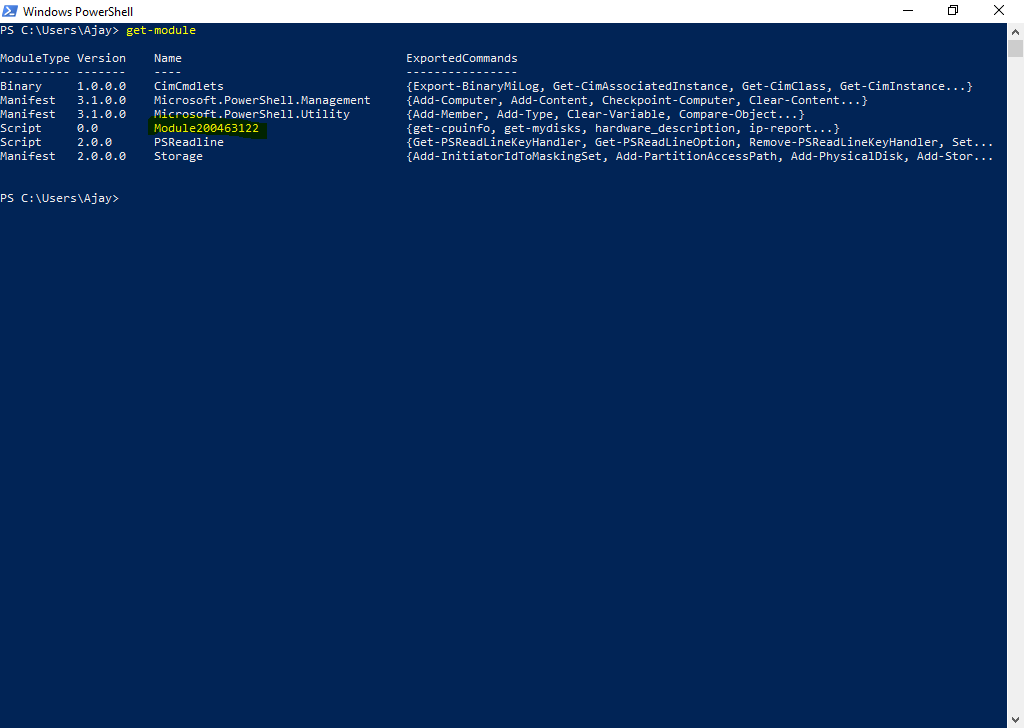 Windows PowerShell
PS C:\Users\Ajay> get-module
ModuleType Version    Name                                ExportedCommands
---------- -------    ----                                ----------------
Binary     1.0.0.0    CimCmdlets                          {Export-BinaryMiLog, Get-CimAssociatedInstance, Get-CimClass, Get-CimInstance...}
Manifest   3.1.0.0    Microsoft.PowerShell.Management     {Add-Computer, Add-Content, Checkpoint-Computer, Clear-Content...}
Manifest   3.1.0.0    Microsoft.PowerShell.Utility        {Add-Member, Add-Type, Clear-Variable, Compare-Object...}
Script     0.0        Module200463122                     {get-cpuinfo, get-mydisks, hardware_description, ip-report...}
Script     2.0.0      PSReadline                          {Get-PSReadLineKeyHandler, Get-PSReadLineOption, Remove-PSReadLineKeyHandler, Set...
Manifest   2.0.0.0    Storage                             {Add-InitiatorIdToMaskingSet, Add-PartitionAccessPath, Add-PhysicalDisk, Add-Stor...
PS C:\Users\Ajay>